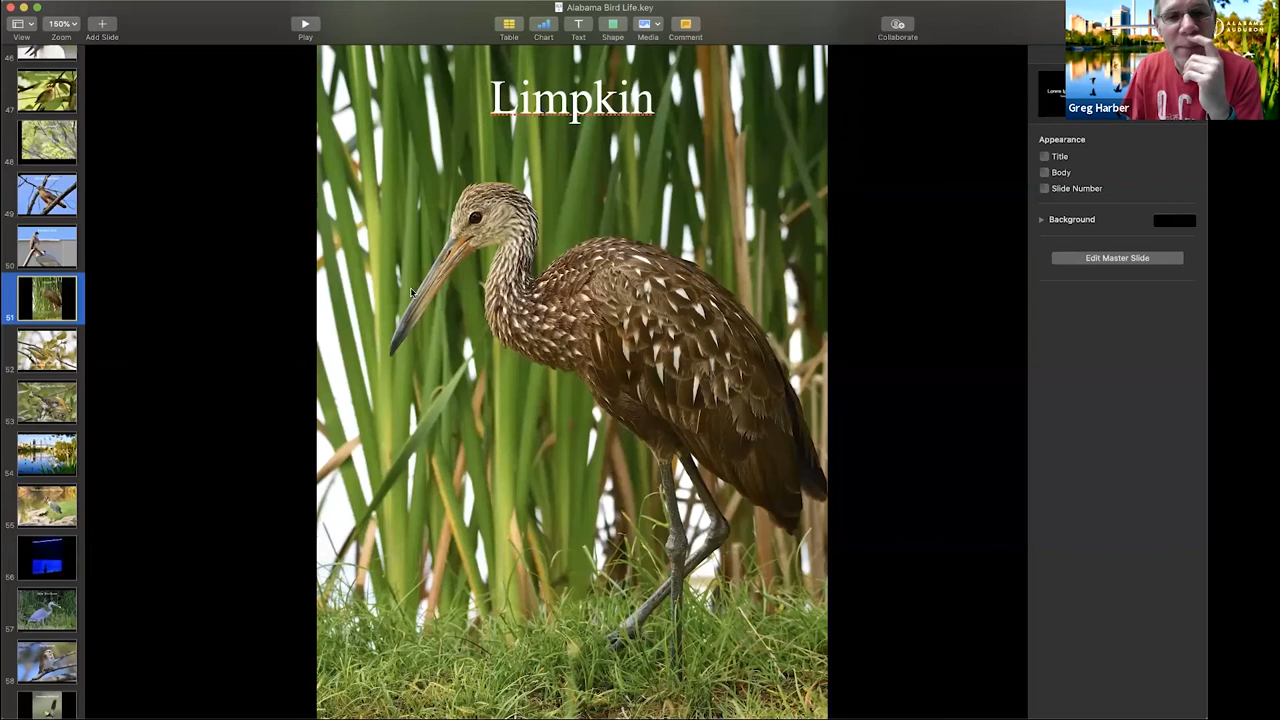 Alabama Bird Life.key
150%
View
Zoom
Add Slide
Play
Table
Chart
Text
Shape
Media
Comment
Collaborate
ALABAMA
AUDUBON
Greg Harber
Limpkin
Appearance
Title
Body
Slide Number
Background
Edit Master Slide
46
47
48
49
50
51
52
53
54
55
56
57
58